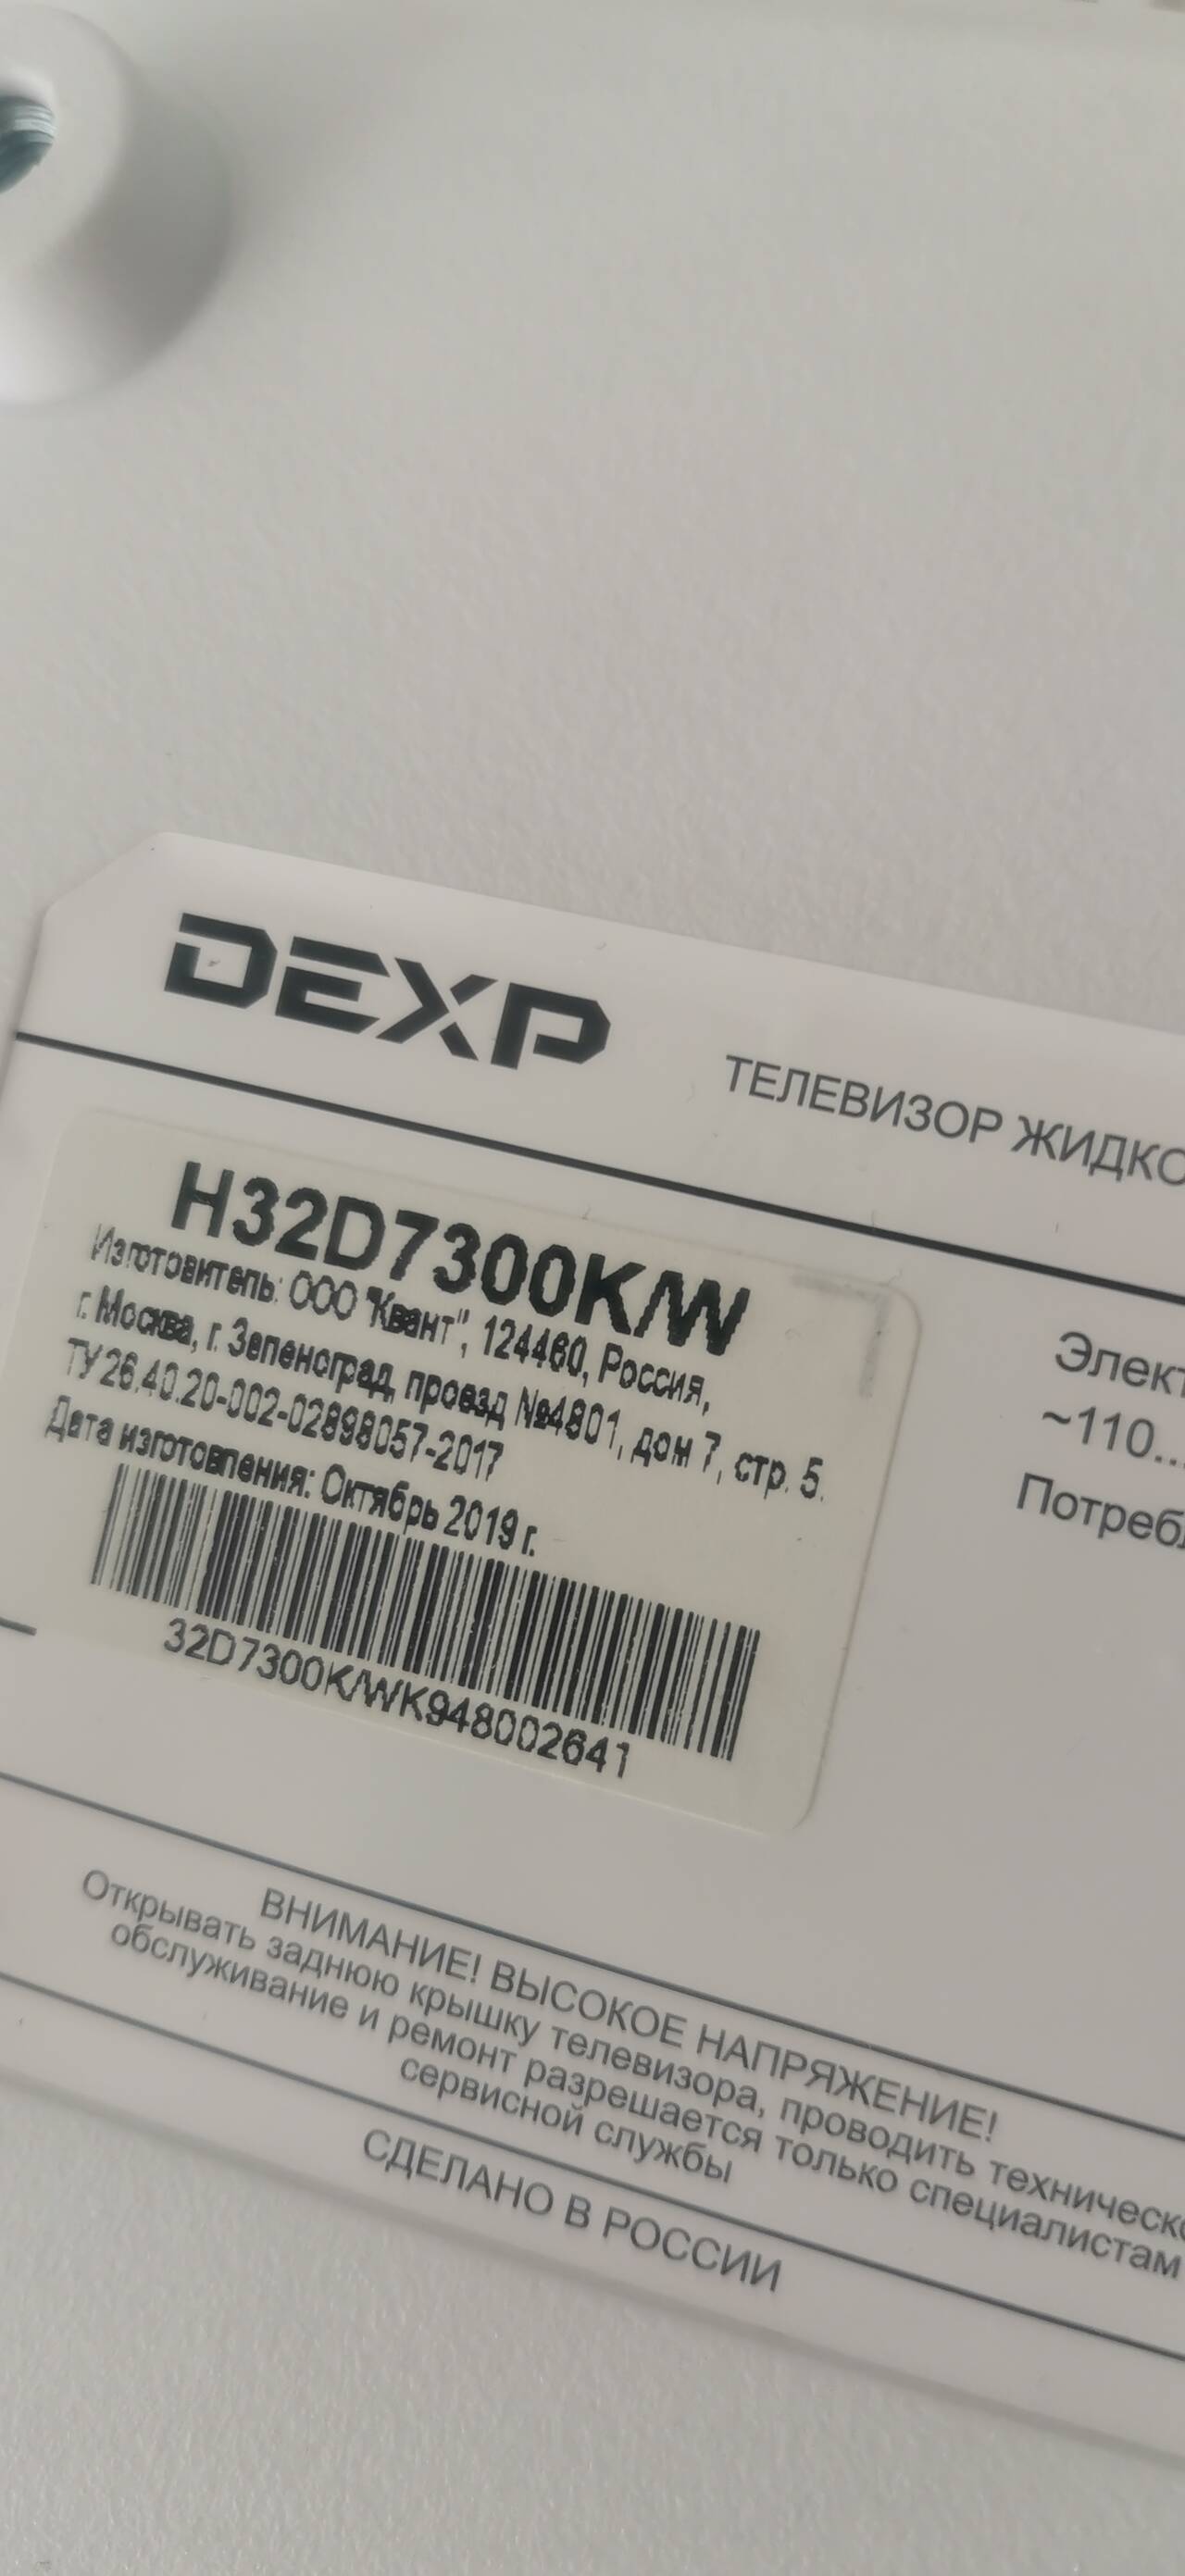 DEXP
ТЕЛЕВИЗОР ЖИДКО
H32D7300K/W
Изготовитель: ООО "Квант", 124460, Россия,
г. Москва, г. Зеленоград, проезд №4801, дом 7, стр. 5.
ТУ 26.40.20-002-02898057-2017
Дата изготовления: Октябрь 2019 г.
32D7300K/WK948002641
Элект
~110...
Потреб
ВНИМАНИЕ! ВЫСОКОЕ НАПРЯЖЕНИЕ!
Открывать заднюю крышку телевизора, проводить техническо
обслуживание и ремонт разрешается только специалистам
сервисной службы
СДЕЛАНО В РОССИИ